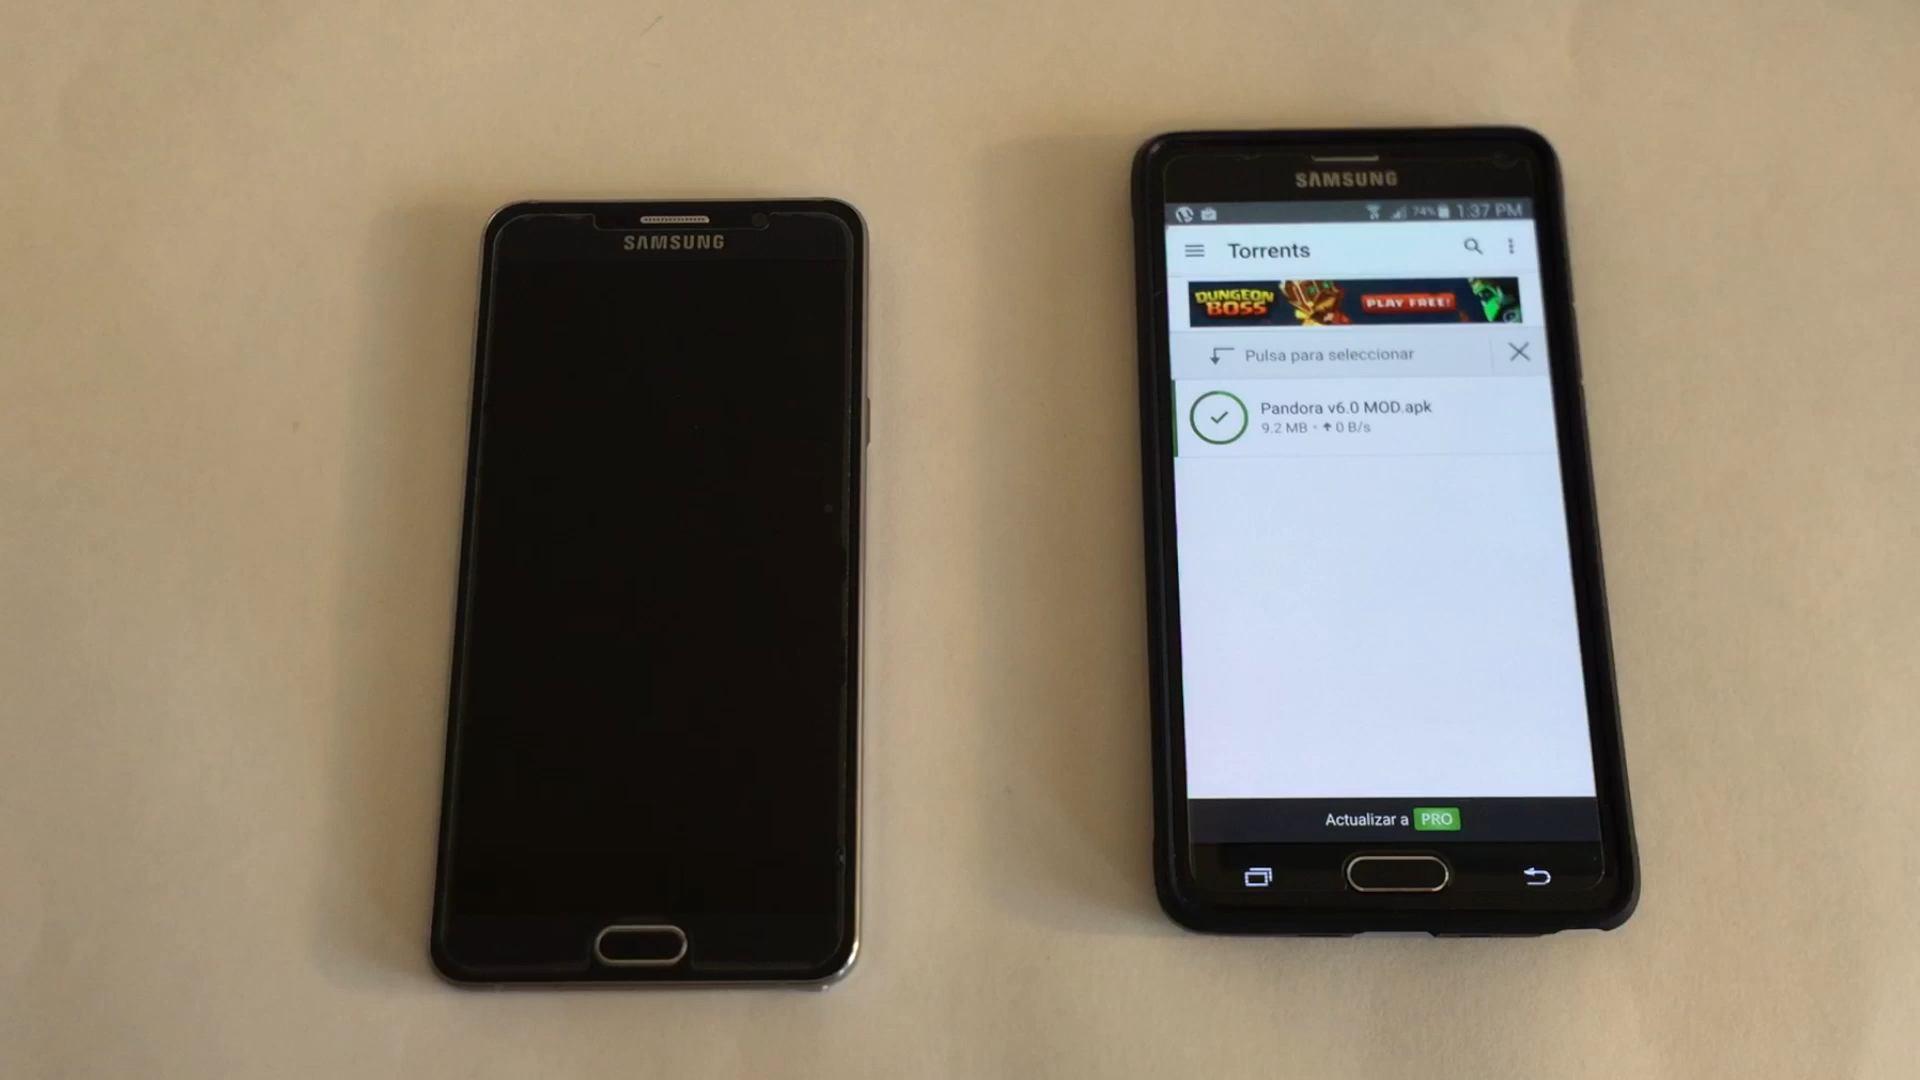 SAMSUNG
SAMSUNG
74% 1:37 PM
Torrents
DUNGEON BOSS
PLAY FREE!
Pulsa para seleccionar
Pandora v6.0 MOD.apk
9.2 MB • ↑ 0 B/s
Actualizar a PRO